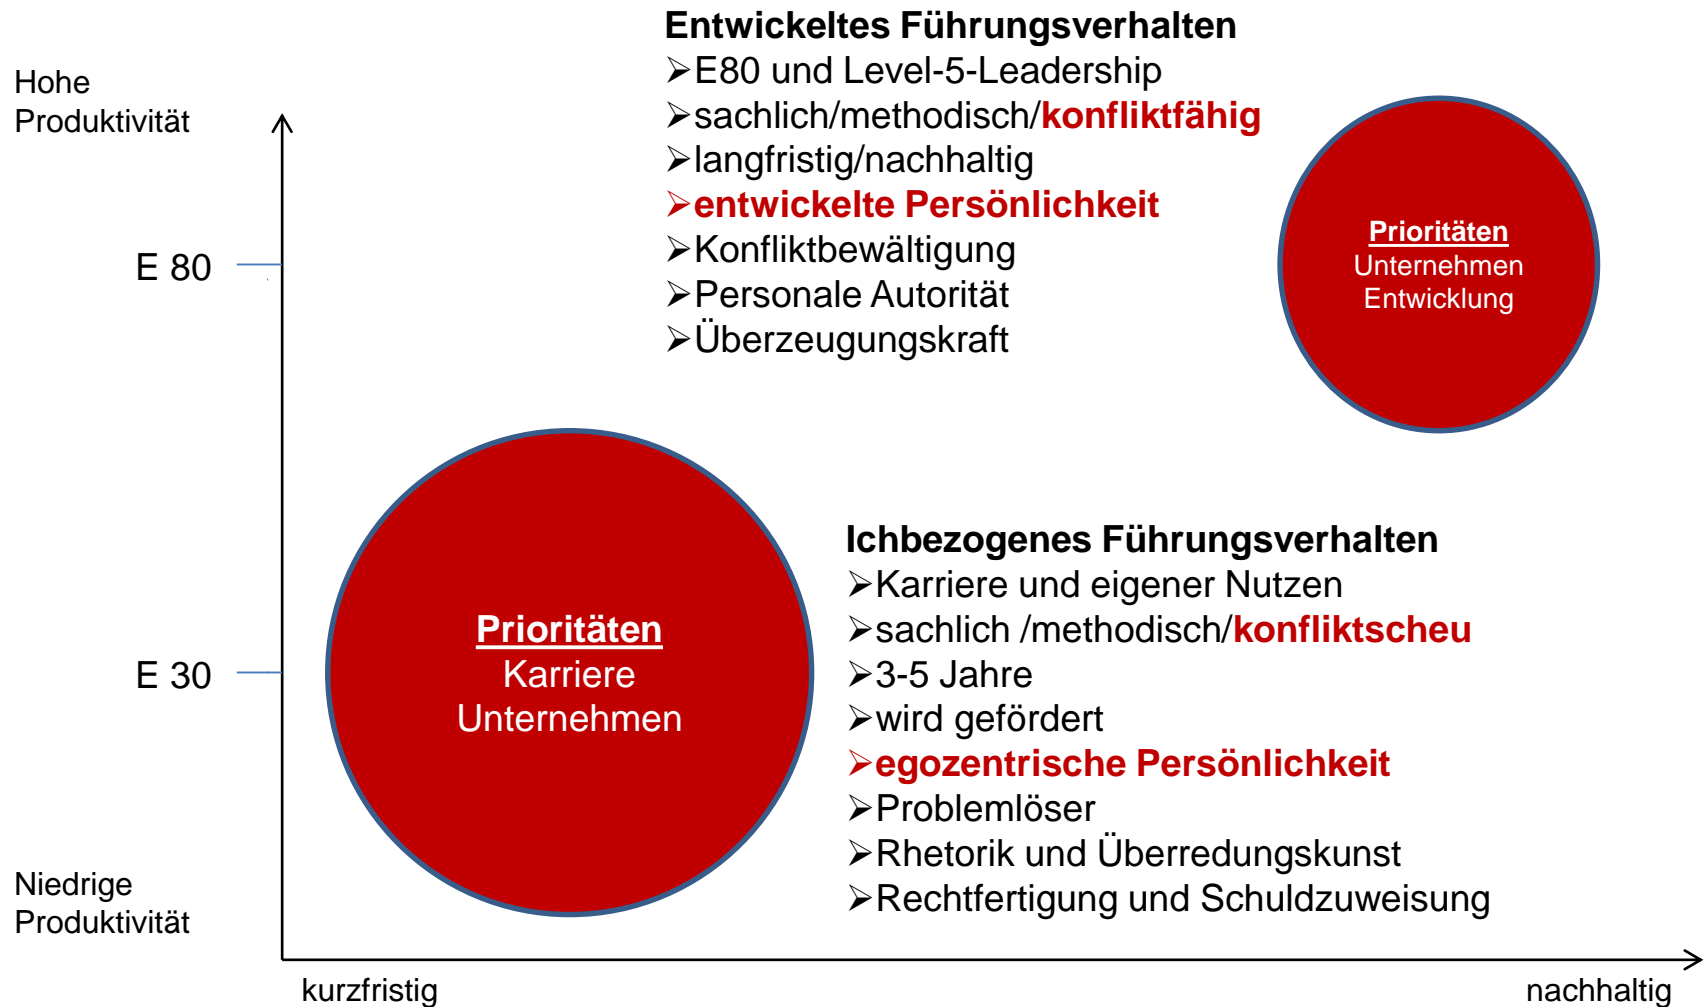 Entwickeltes Führungsverhalten
➢E80 und Level-5-Leadership
➢sachlich/methodisch/konfliktfähig
➢langfristig/nachhaltig
➢entwickelte Persönlichkeit
➢Konfliktbewältigung
➢Personale Autorität
➢Überzeugungskraft
Hohe
Produktivität
E 80
Prioritäten
Unternehmen
Entwicklung
Ichbezogenes Führungsverhalten
➢Karriere und eigener Nutzen
➢sachlich /methodisch/konfliktscheu
➢3-5 Jahre
➢wird gefördert
➢egozentrische Persönlichkeit
➢Problemlöser
➢Rhetorik und Überredungskunst
➢Rechtfertigung und Schuldzuweisung
Prioritäten
Karriere
Unternehmen
E 30
Niedrige
Produktivität
kurzfristig
nachhaltig